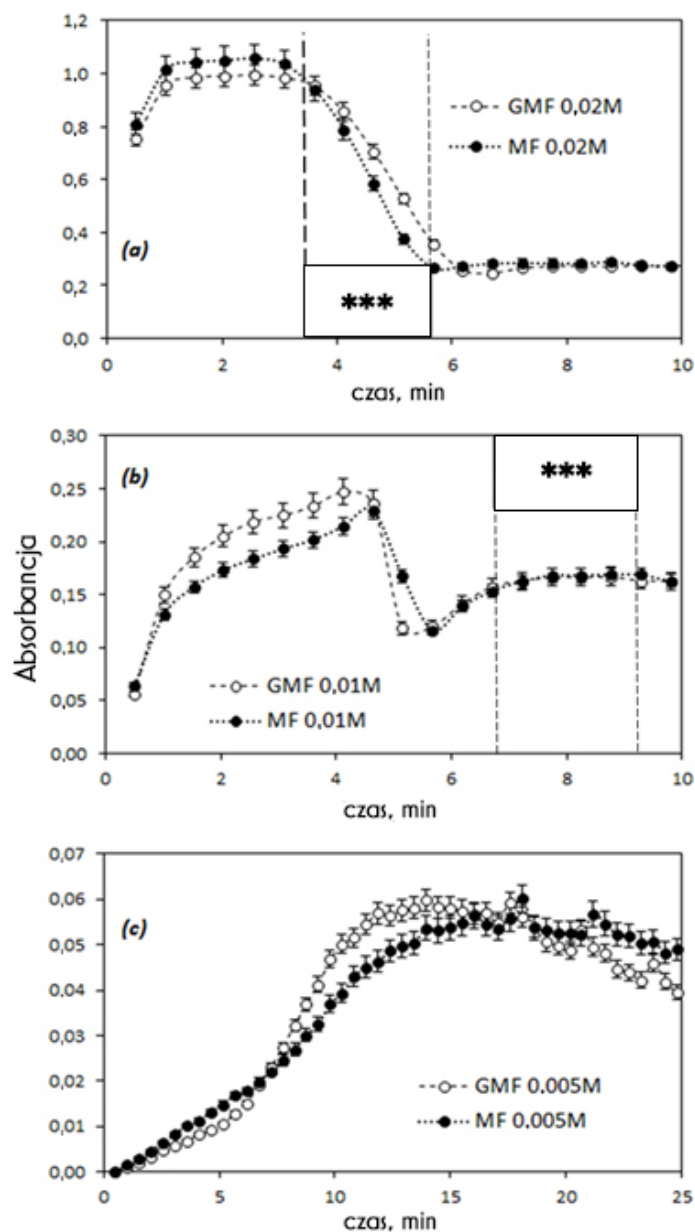 1,2
1,0
0,8
0,6
0,4
0,2
0,0
GMF 0,02M
MF 0,02M
(a)
***
0 2 4 6 8 10
czas, min
Absorbancja
0,30
0,25
0,20
0,15
0,10
0,05
0,00
(b)
***
GMF 0,01M
MF 0,01M
0 2 4 6 8 10
czas, min
0,07
0,06
0,05
0,04
0,03
0,02
0,01
0,00
(c)
GMF 0.005M
MF 0.005M
0 5 10 15 20 25
czas, min